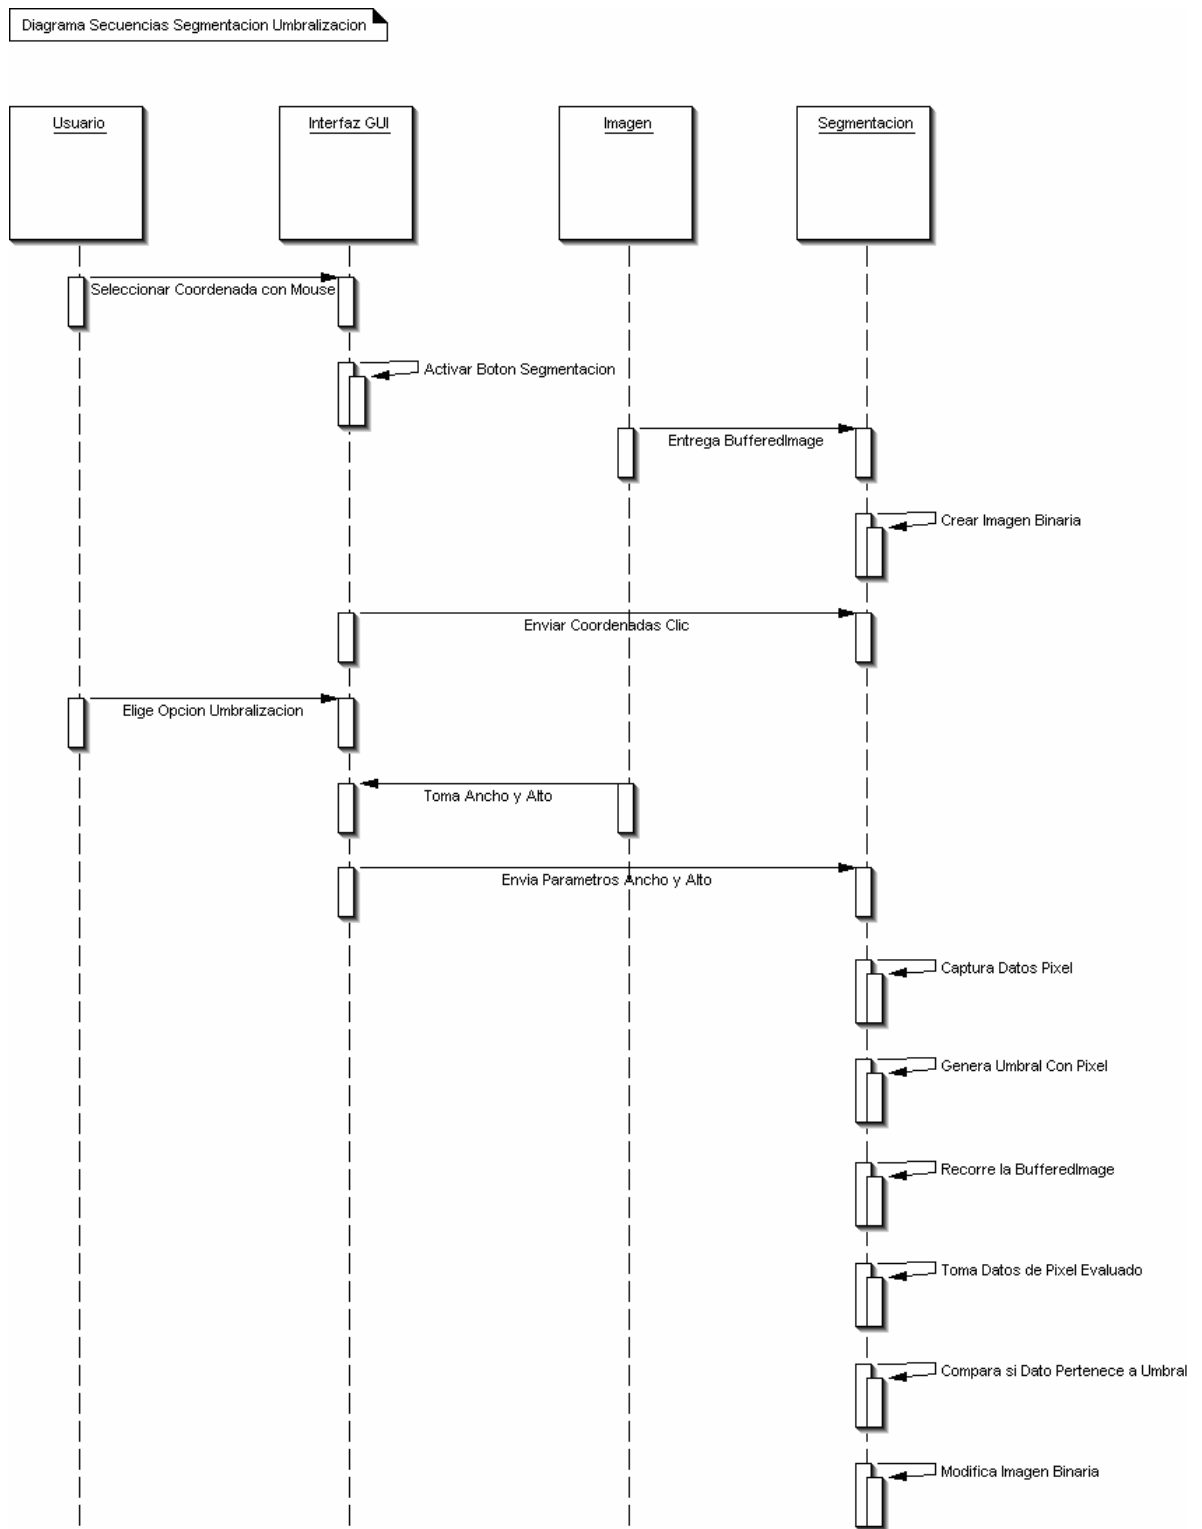 Diagrama Secuencias Segmentacion Umbralizacion
Usuario
Interfaz GUI
Imagen
Segmentacion
Seleccionar Coordenada con Mouse
Activar Boton Segmentacion
Entrega BufferedImage
Crear Imagen Binaria
Enviar Coordenadas Clic
Elige Opcion Umbralizacion
Toma Ancho y Alto
Envia Parametros Ancho y Alto
Captura Datos Pixel
Genera Umbral Con Pixel
Recorre la BufferedImage
Toma Datos de Pixel Evaluado
Compara si Dato Pertenece a Umbral
Modifica Imagen Binaria